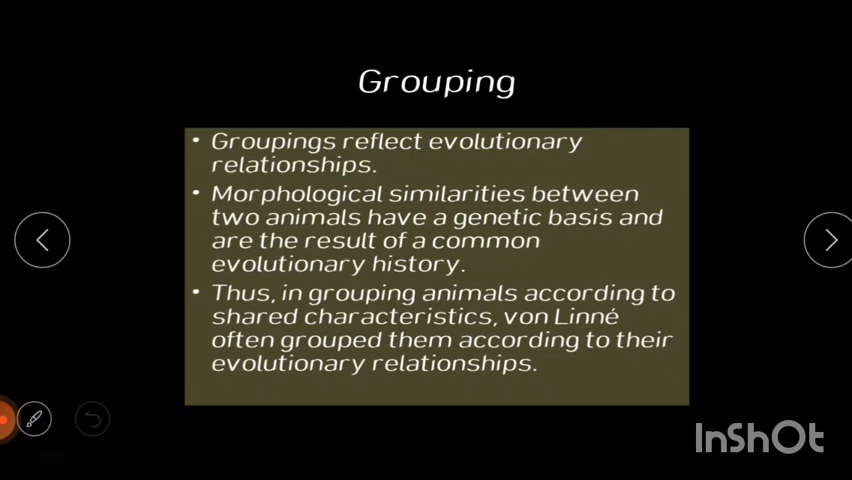 Grouping
• Groupings reflect evolutionary
relationships.
• Morphological similarities between
two animals have a genetic basis and
are the result of a common
evolutionary history.
• Thus, in grouping animals according to
shared characteristics, von Linné
often grouped them according to their
evolutionary relationships.
InShOt